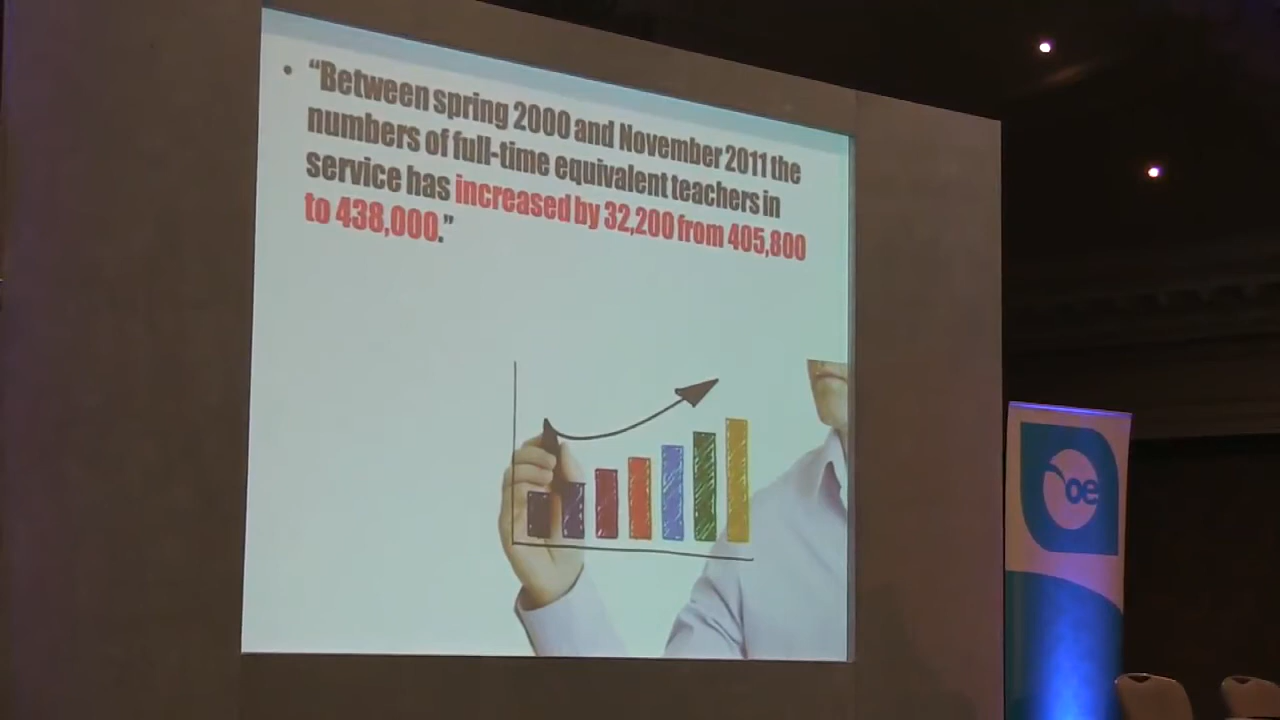 • “Between spring 2000 and November 2011 the
numbers of full-time equivalent teachers in
service has increased by 32,200 from 405,800
to 438,000.”
oe